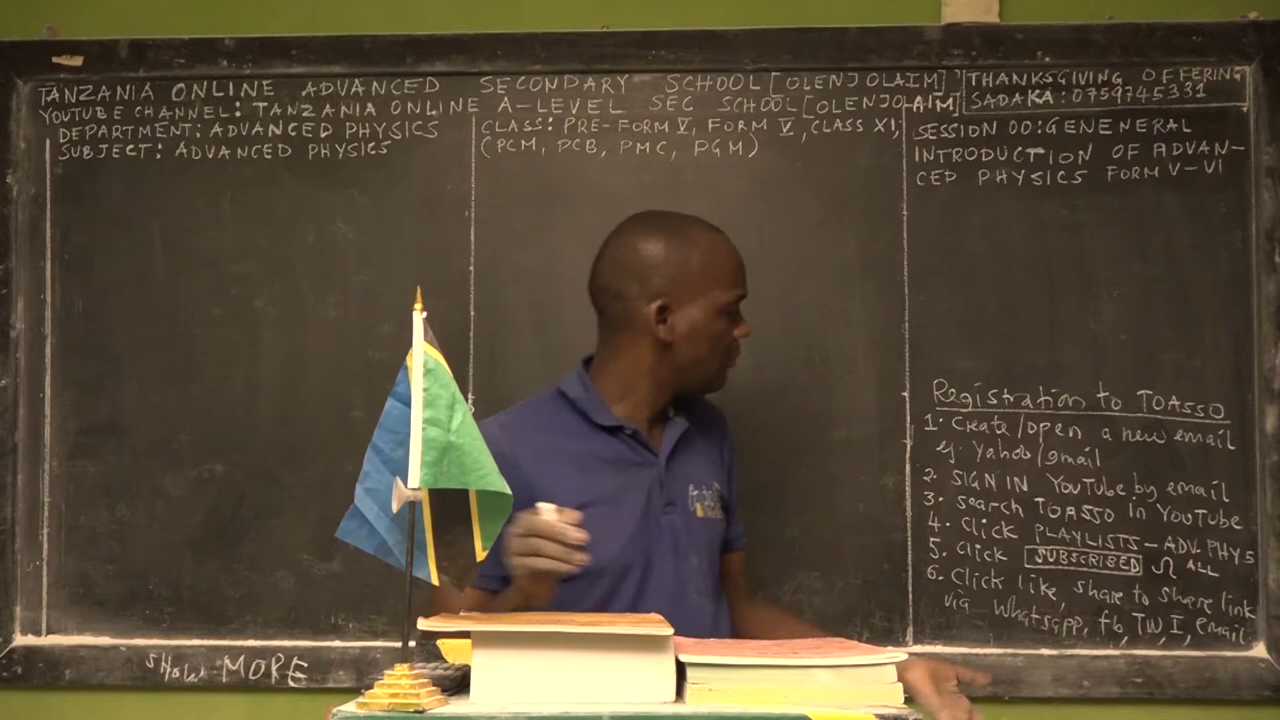 TANZANIA ONLINE ADVANCED SECONDARY SCHOOL [OLENJOLAIM]
YOUTUBE CHANNEL: TANZANIA ONLINE A-LEVEL SEC SCHOOL [OLENJOLAIM]
DEPARTMENT: ADVANCED PHYSICS
SUBJECT: ADVANCED PHYSICS
CLASS: PRE-FORM V, FORM V, CLASS XI,
(PCM, PCB, PMC, PGM)
THANKSGIVING OFFERING
SADAKA: 0759745331
SESSION 00: GENENERAL
INTRODUCTION OF ADVAN-
CED PHYSICS FORM V-VI
Registration to TOASSO
1. Create/open a new email
eg. Yahoo/gmail
2. SIGN IN YouTube by email
3. Search TOASSO in YouTube
4. Click PLAYLISTS - ADV. PHYS
5. Click SUBSCRIBED ALL
6. Click like, share to share link
via Whatsapp, fb, TW, I, email
SHOW MORE